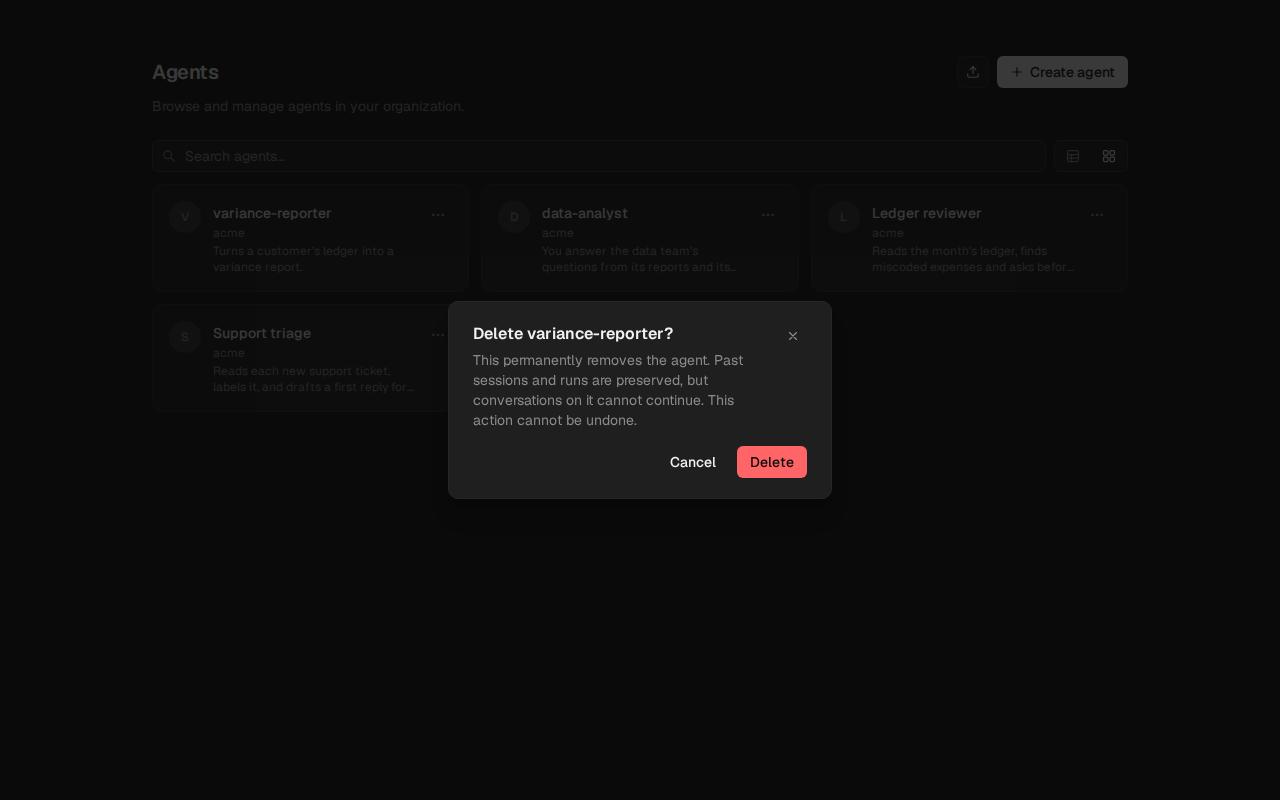 Agents
Create agent
Browse and manage agents in your organization.
Search agents...
V
variance-reporter
acme
Turns a customer's ledger into a
variance report.
D
data-analyst
acme
You answer the data team's
questions from its reports and its...
L
Ledger reviewer
acme
Reads the month's ledger, finds
miscoded expenses and asks befor...
S
Support triage
acme
Reads each new support ticket,
labels it, and drafts a first reply for...
Delete variance-reporter?
This permanently removes the agent. Past
sessions and runs are preserved, but
conversations on it cannot continue. This
action cannot be undone.
Cancel
Delete